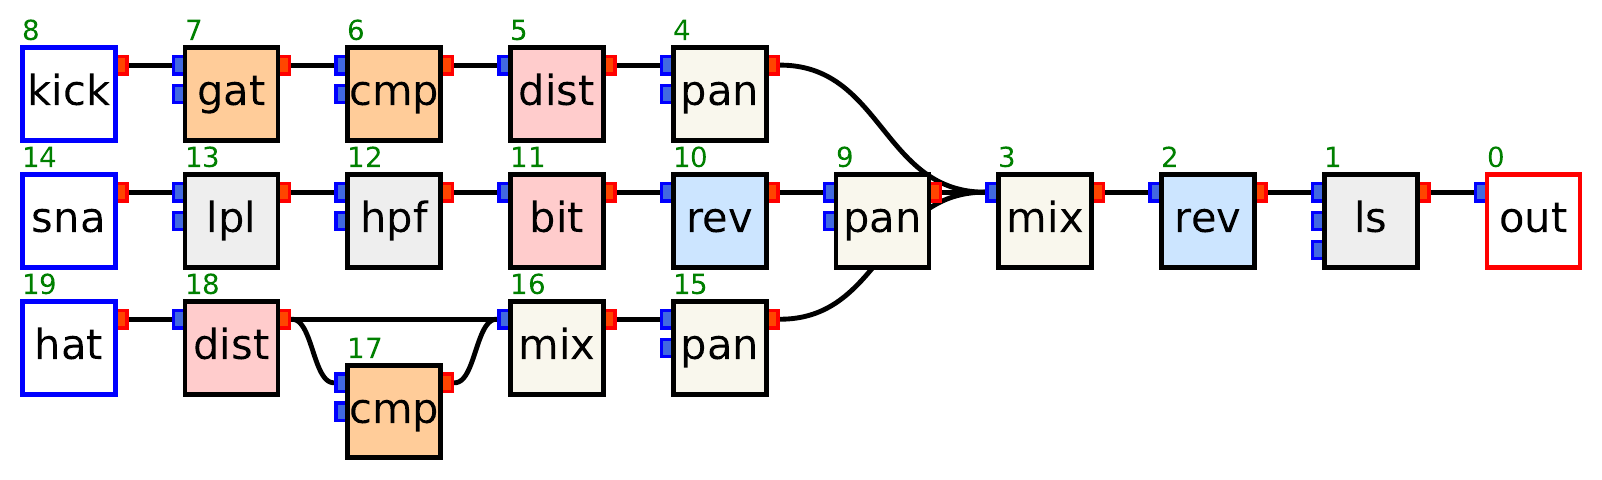 8 7 6 5 4
kick gat cmp dist pan
14 13 12 11 10 9 3 2 1 0
sna lpl hpf bit rev pan mix rev ls out
19 18 16 15
hat dist mix pan
17
cmp